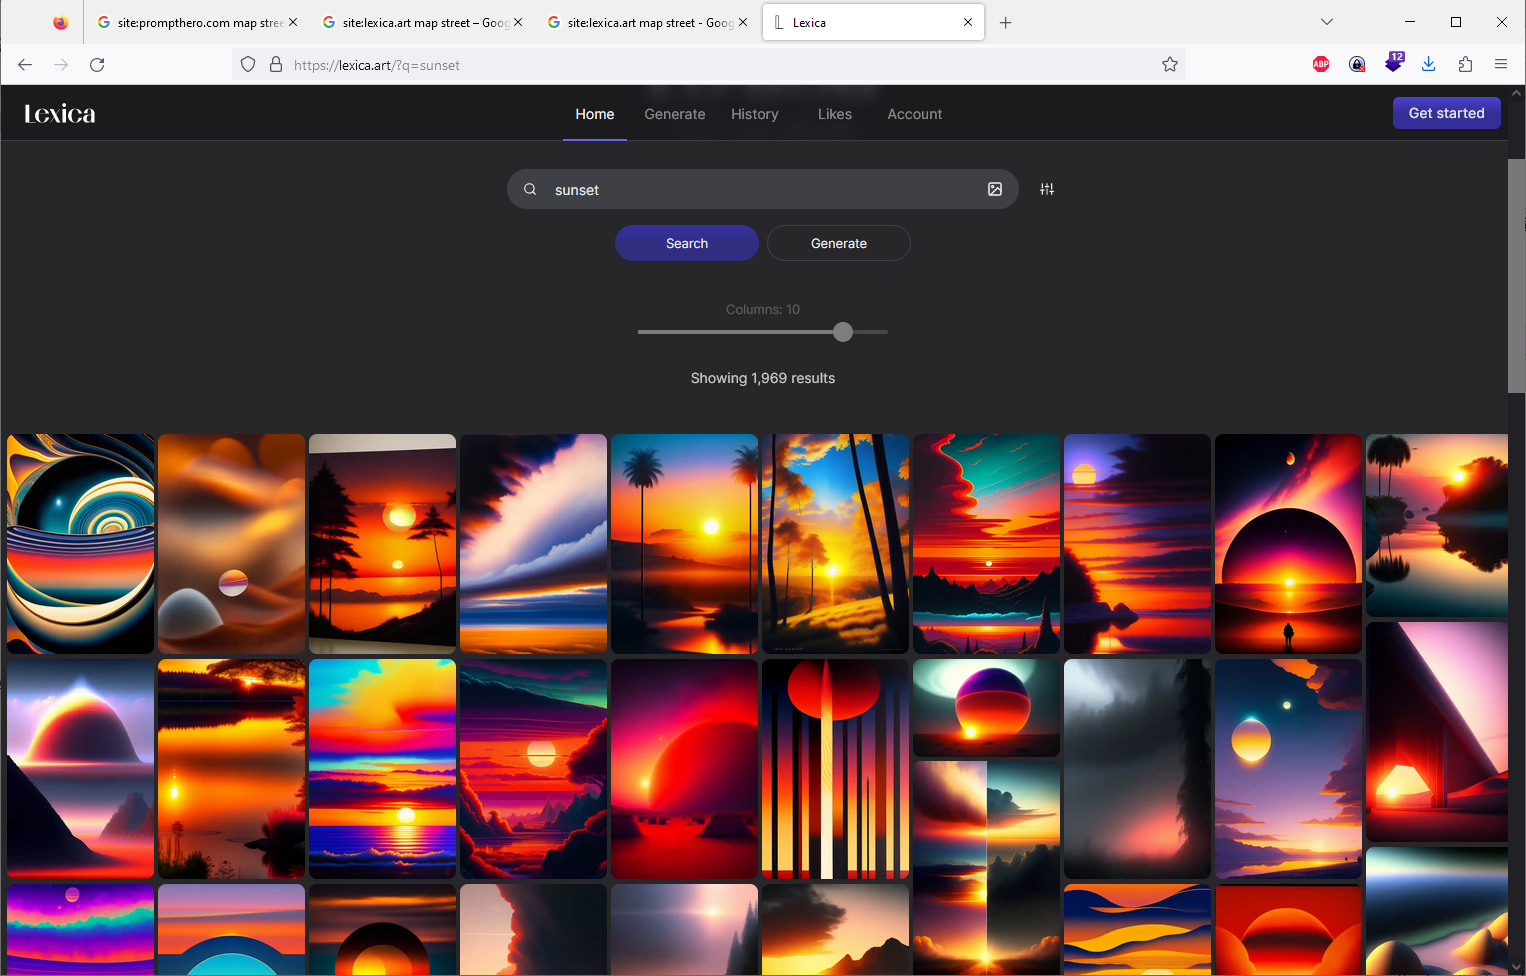 site:prompthero.com map stree
site:lexica.art map street – Goog
site:lexica.art map street - Goog
Lexica
https://lexica.art/?q=sunset
ABP
12
Lexica
Home
Generate
History
Likes
Account
Get started
sunset
Search
Generate
Columns: 10
Showing 1,969 results